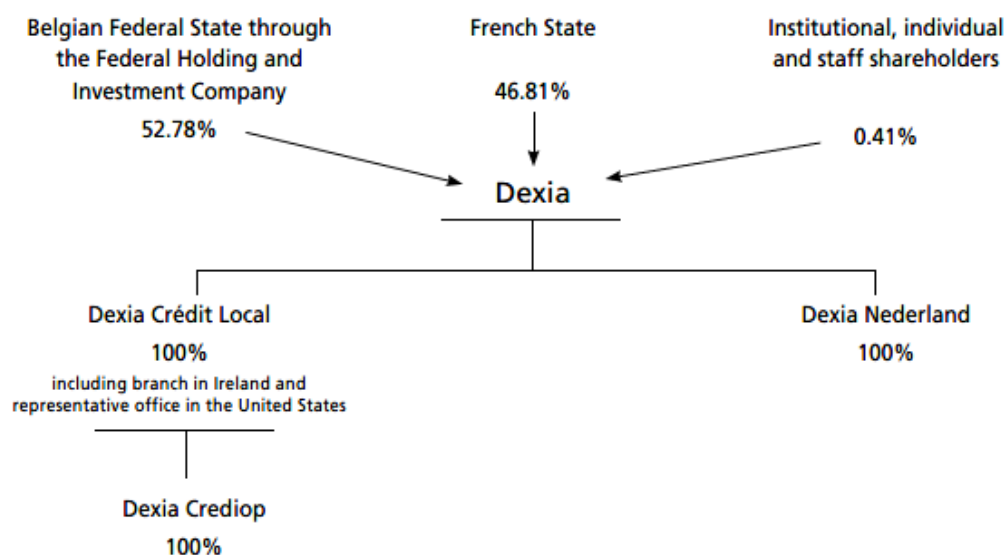 Belgian Federal State through
the Federal Holding and
Investment Company
52.78%
French State
46.81%
Institutional, individual
and staff shareholders
0.41%
Dexia
Dexia Crédit Local
100%
including branch in Ireland and
representative office in the United States
Dexia Nederland
100%
Dexia Crediop
100%